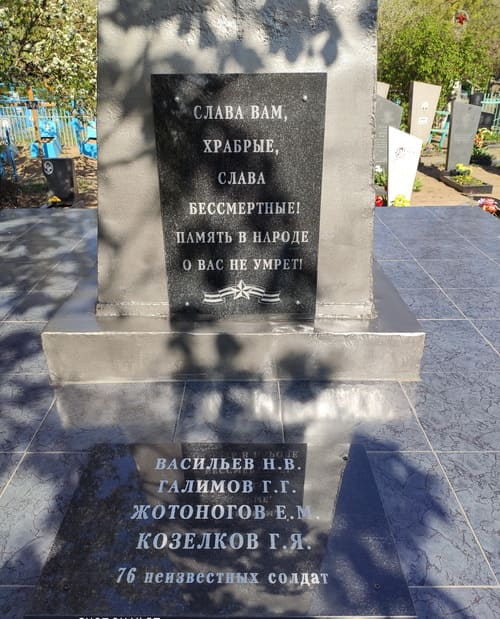 СЛАВА ВАМ,
ХРАБРЫЕ,
СЛАВА
БЕССМЕРТНЫЕ!
ПАМЯТЬ В НАРОДЕ
О ВАС НЕ УМРЕТ!
ВАСИЛЬЕВ Н.В.
ГАЛИМОВ Г.Г.
ЖОТОНОГОВ Е.М.
КОЗЕЛКОВ Г.Я.
76 неизвестных солдат